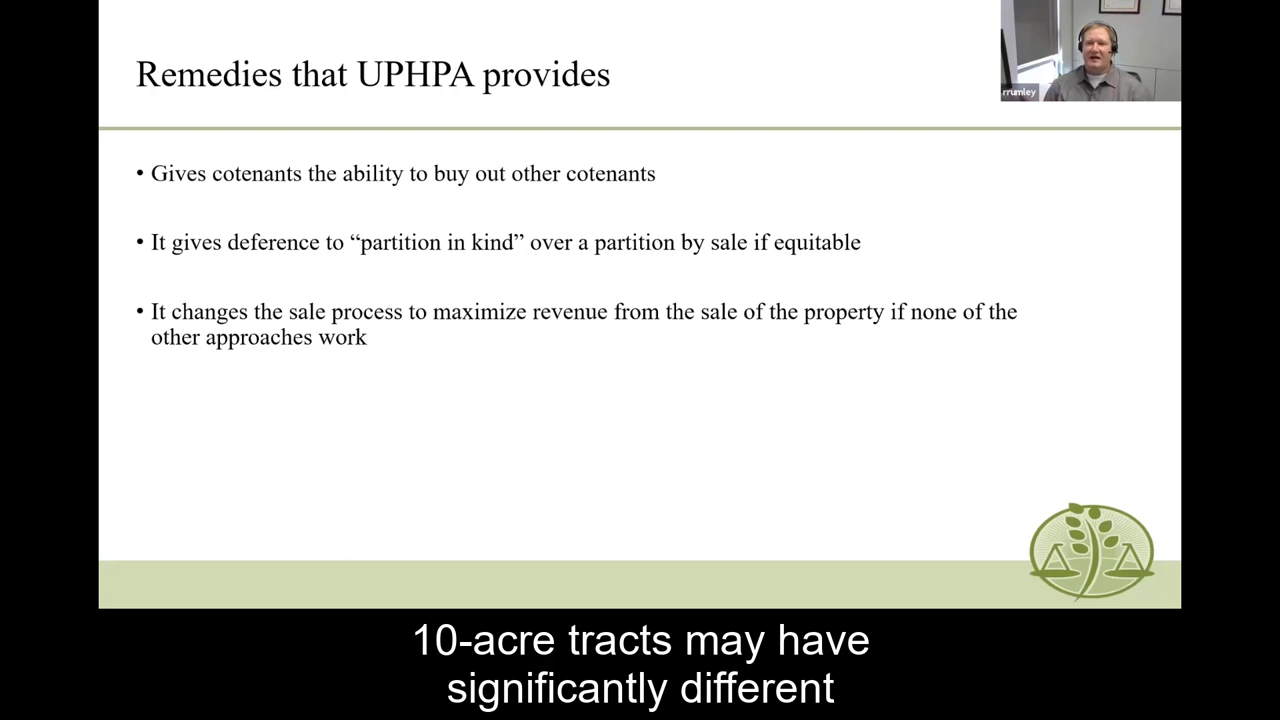 Remedies that UPHPA provides
rrumley
• Gives cotenants the ability to buy out other cotenants
• It gives deference to “partition in kind” over a partition by sale if equitable
• It changes the sale process to maximize revenue from the sale of the property if none of the
other approaches work
10-acre tracts may have
significantly different